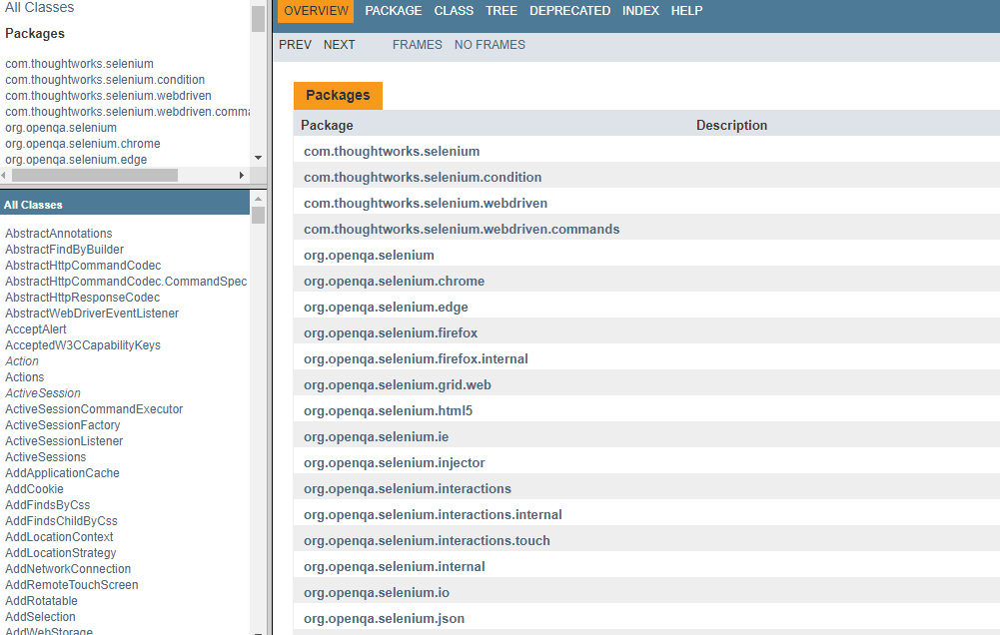 All Classes
Packages
com.thoughtworks.selenium
com.thoughtworks.selenium.condition
com.thoughtworks.selenium.webdriven
com.thoughtworks.selenium.webdriven.comma
org.openqa.selenium
org.openqa.selenium.chrome
org.openqa.selenium.edge
All Classes
AbstractAnnotations
AbstractFindByBuilder
AbstractHttpCommandCodec
AbstractHttpCommandCodec.CommandSpec
AbstractHttpResponseCodec
AbstractWebDriverEventListener
AcceptAlert
AcceptedW3CCapabilityKeys
Action
Actions
ActiveSession
ActiveSessionCommandExecutor
ActiveSessionFactory
ActiveSessionListener
ActiveSessions
AddApplicationCache
AddCookie
AddFindsByCss
AddFindsChildByCss
AddLocationContext
AddLocationStrategy
AddNetworkConnection
AddRemoteTouchScreen
AddRotatable
AddSelection
AddWebStorage
OVERVIEW PACKAGE CLASS TREE DEPRECATED INDEX HELP
PREV NEXT FRAMES NO FRAMES
Packages
Package Description
com.thoughtworks.selenium
com.thoughtworks.selenium.condition
com.thoughtworks.selenium.webdriven
com.thoughtworks.selenium.webdriven.commands
org.openqa.selenium
org.openqa.selenium.chrome
org.openqa.selenium.edge
org.openqa.selenium.firefox
org.openqa.selenium.firefox.internal
org.openqa.selenium.grid.web
org.openqa.selenium.html5
org.openqa.selenium.ie
org.openqa.selenium.injector
org.openqa.selenium.interactions
org.openqa.selenium.interactions.internal
org.openqa.selenium.interactions.touch
org.openqa.selenium.internal
org.openqa.selenium.io
org.openqa.selenium.json